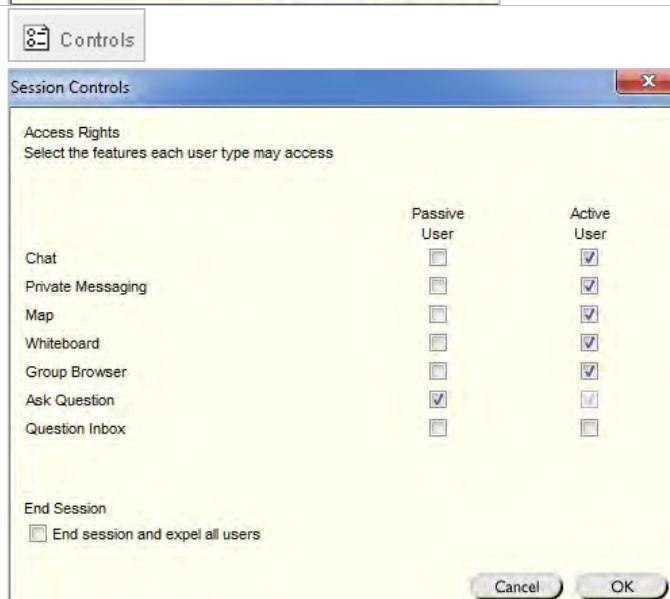 Controls
Session Controls
Access Rights
Select the features each user type may access
Passive User
Active User
Chat
Private Messaging
Map
Whiteboard
Group Browser
Ask Question
Question Inbox
End Session
End session and expel all users
Cancel OK